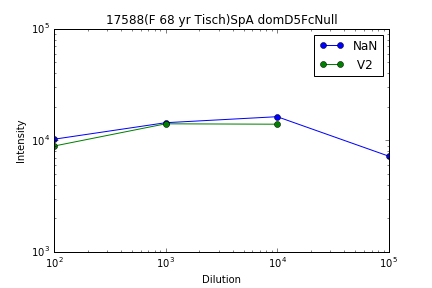 17588(F 68 yr Tisch)SpA domD5FcNull
NaN
V2
Intensity
10^5
10^4
10^3
10^2 10^3 10^4 10^5
Dilution